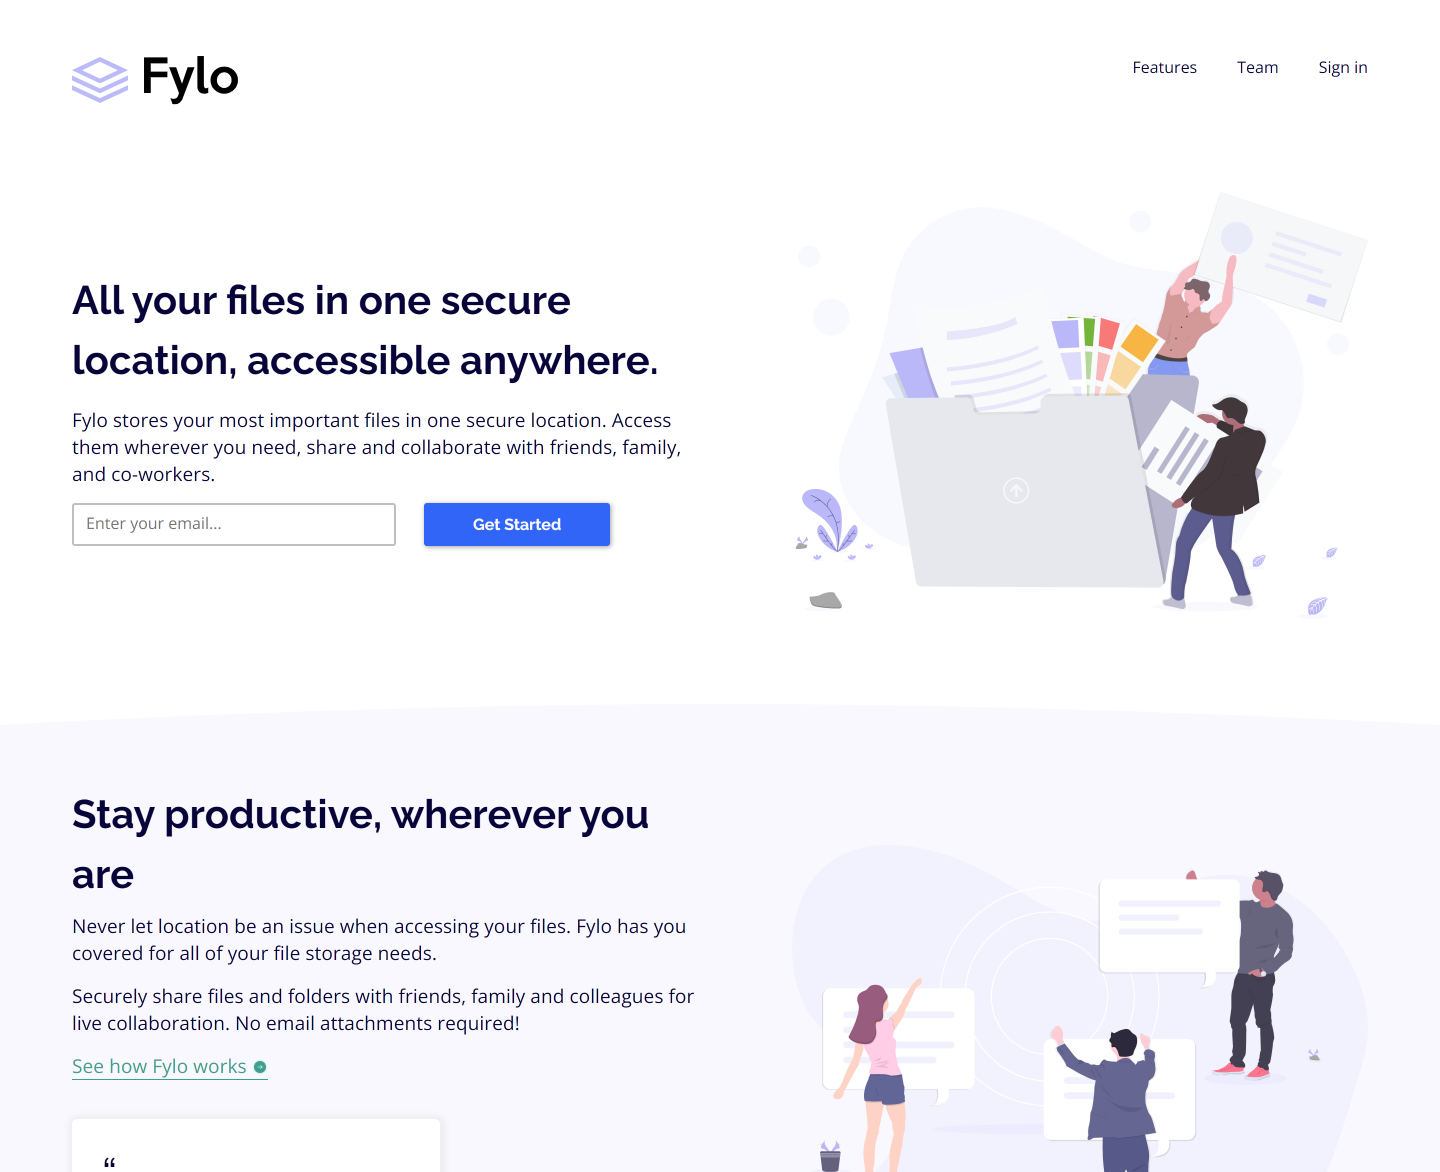 Fylo
Features
Team
Sign in
All your files in one secure
location, accessible anywhere.
Fylo stores your most important files in one secure location. Access
them wherever you need, share and collaborate with friends, family,
and co-workers.
Enter your email...
Get Started
Stay productive, wherever you
are
Never let location be an issue when accessing your files. Fylo has you
covered for all of your file storage needs.
Securely share files and folders with friends, family and colleagues for
live collaboration. No email attachments required!
See how Fylo works
“